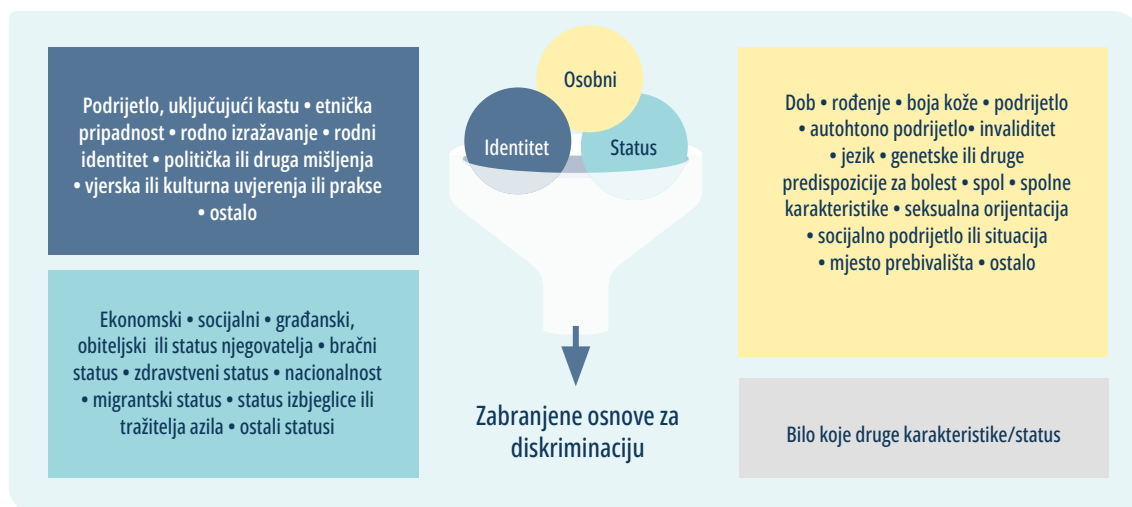 Podrijetlo, uključujući kastu • etnička
pripadnost • rodno izražavanje • rodni
identitet • politička ili druga mišljenja
• vjerska ili kulturna uvjerenja ili prakse
• ostalo
Ekonomski • socijalni • građanski,
obiteljski ili status njegovatelja • bračni
status • zdravstveni status • nacionalnost
• migrantski status • status izbjeglice ili
tražitelja azila • ostali statusi
Osobni
Identitet
Status
Zabranjene osnove za
diskriminaciju
Dob • rođenje • boja kože • podrijetlo
• autohtono podrijetlo• invaliditet
• jezik • genetske ili druge
predispozicije za bolest • spol • spolne
karakteristike • seksualna orijentacija
• socijalno podrijetlo ili situacija
• mjesto prebivališta • ostalo
Bilo koje druge karakteristike/status